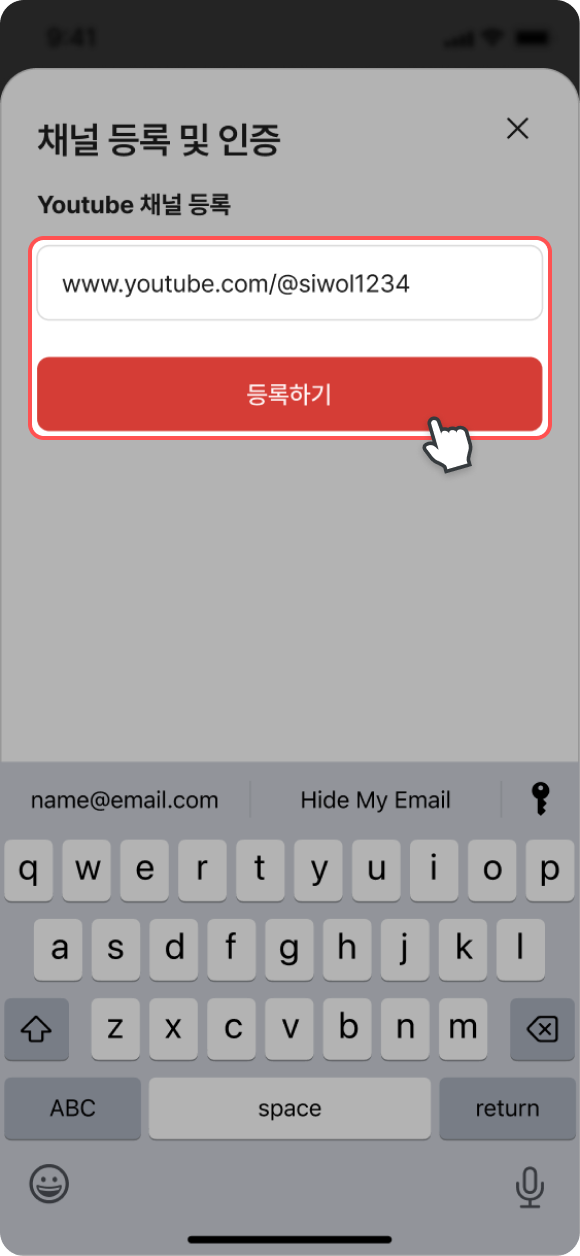 9:41
채널 등록 및 인증
Youtube 채널 등록
www.youtube.com/@siwol1234
등록하기
name@email.com Hide My Email
q w e r t y u i o p
a s d f g h j k l
z x c v b n m
ABC space return